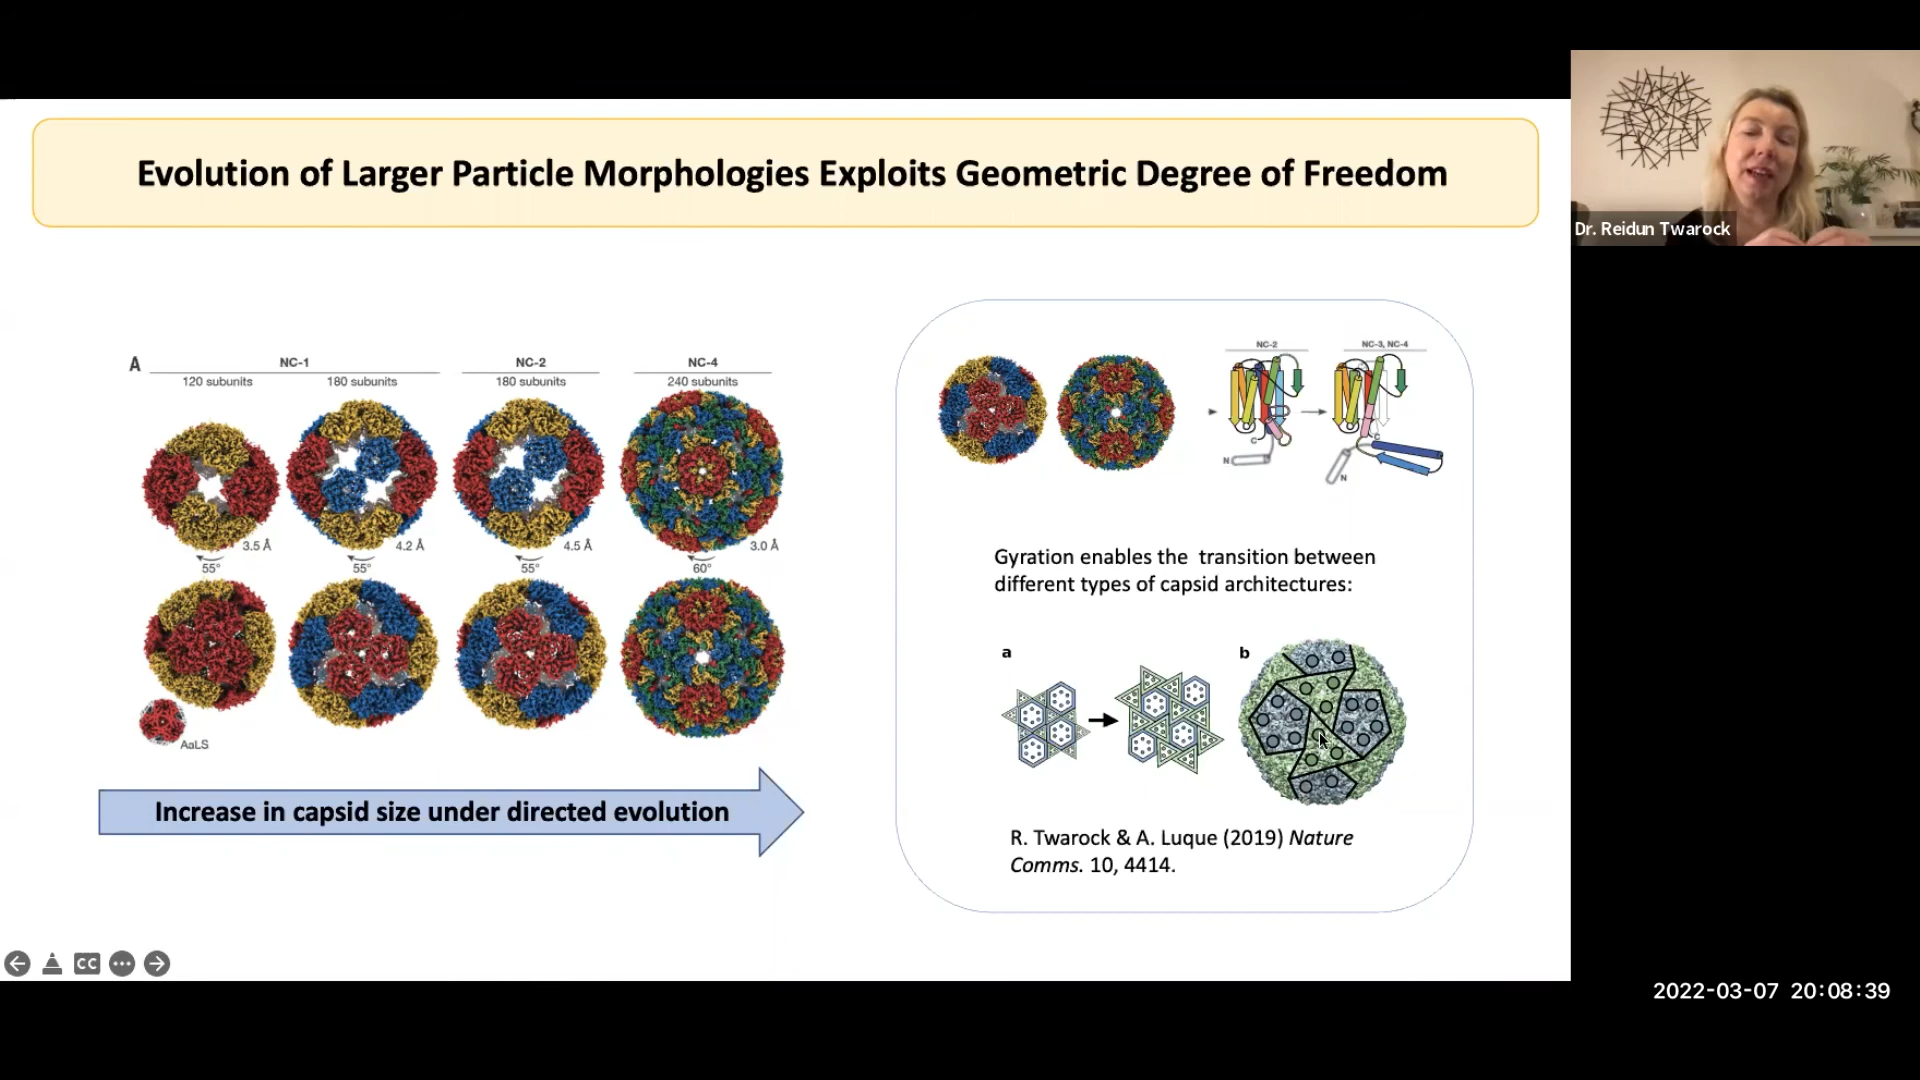 Evolution of Larger Particle Morphologies Exploits Geometric Degree of Freedom
Dr. Reidun Twarock
A
NC-1
NC-2
NC-4
120 subunits
180 subunits
180 subunits
240 subunits
3.5 Å
4.2 Å
4.5 Å
3.0 Å
55°
55°
55°
60°
AaLS
Increase in capsid size under directed evolution
NC-2
NC-3, NC-4
C
N
C
N
Gyration enables the transition between
different types of capsid architectures:
a
b
R. Twarock & A. Luque (2019) Nature
Comms. 10, 4414.
CC
2022-03-07 20:08:39